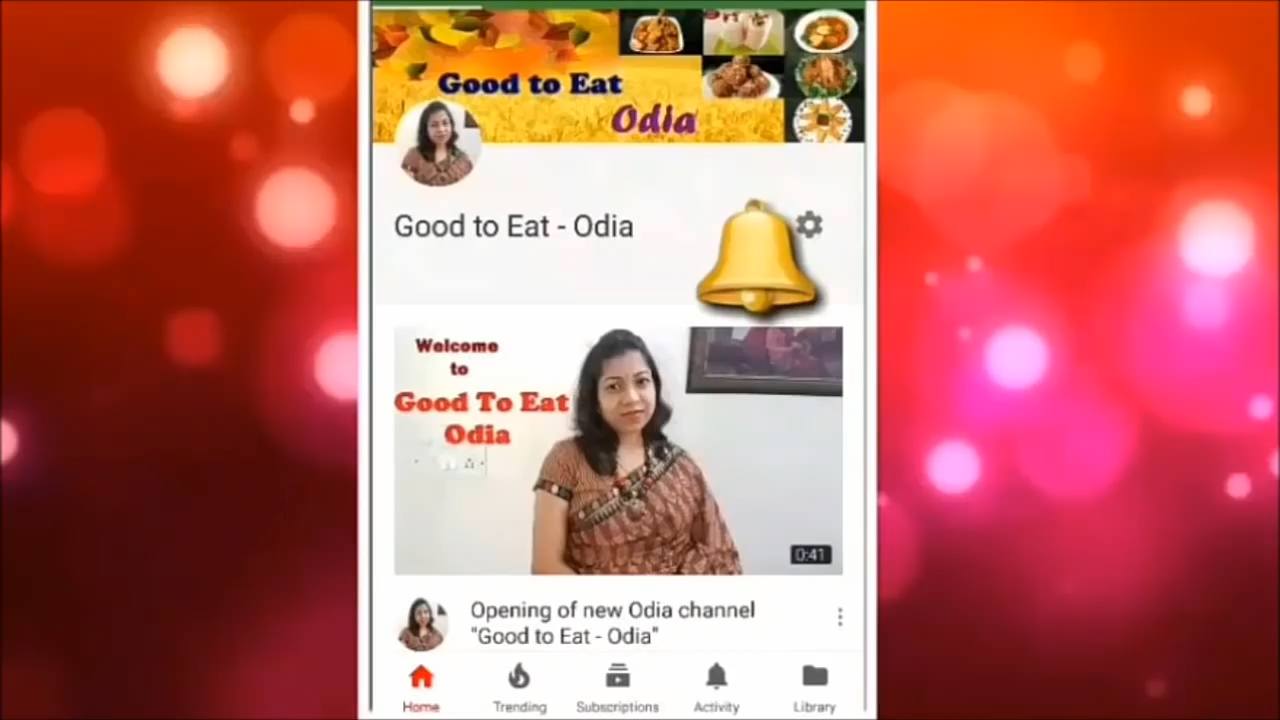 Good to Eat
Odia
Good to Eat - Odia
Welcome
to
Good To Eat
Odia
0:41
Opening of new Odia channel
"Good to Eat - Odia"
Home
Trending
Subscriptions
Activity
Library